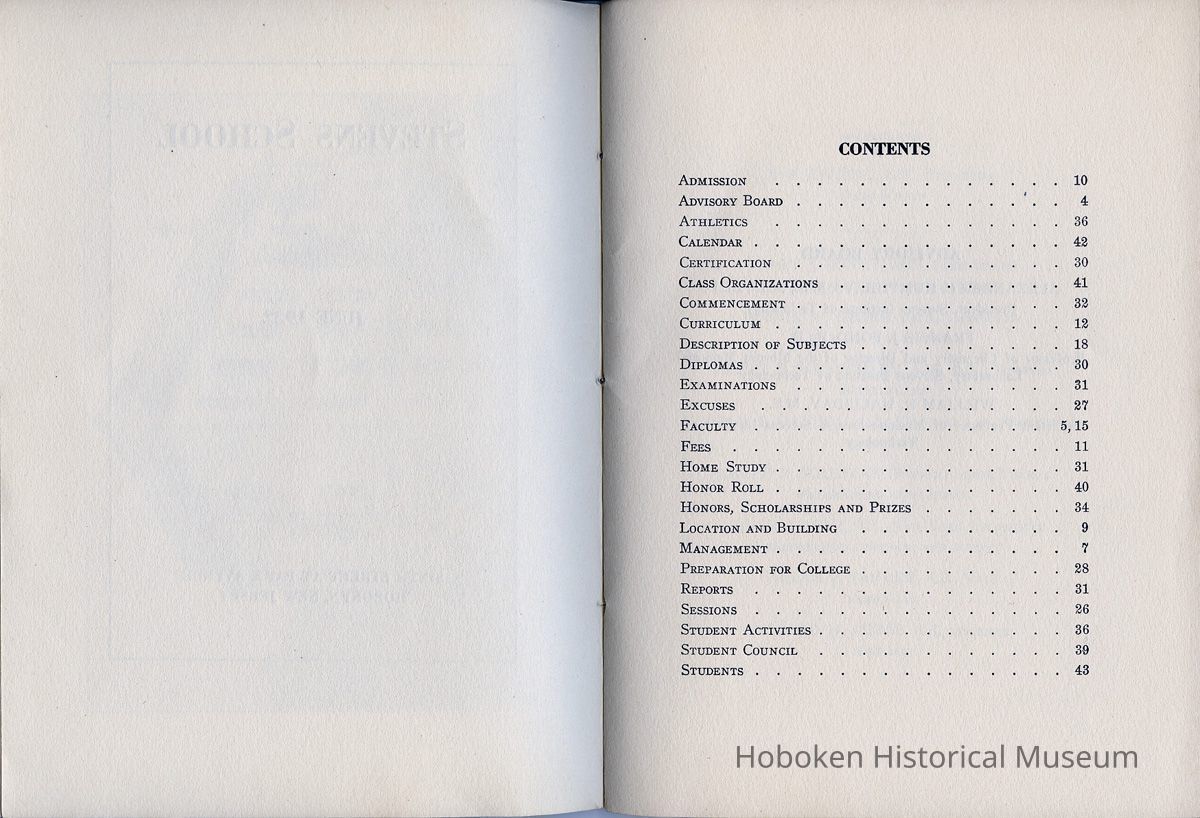 STEVENS SCHOOL
CONTENTS
ADMISSION . . . . . . . . . . . . . . 10
ADVISORY BOARD . . . . . . . . . . . . . 4
ATHLETICS . . . . . . . . . . . . . . 36
CALENDAR . . . . . . . . . . . . . . . 42
CERTIFICATION . . . . . . . . . . . . . 30
CLASS ORGANIZATIONS . . . . . . . . . . . 41
COMMENCEMENT . . . . . . . . . . . . . 32
CURRICULUM . . . . . . . . . . . . . . 12
DESCRIPTION OF SUBJECTS . . . . . . . . . . 18
DIPLOMAS . . . . . . . . . . . . . . . 30
EXAMINATIONS . . . . . . . . . . . . . 31
EXCUSES . . . . . . . . . . . . . . . 27
FACULTY . . . . . . . . . . . . . . . 5, 15
FEES . . . . . . . . . . . . . . . . 11
HOME STUDY . . . . . . . . . . . . . . 31
HONOR ROLL . . . . . . . . . . . . . . 40
HONORS, SCHOLARSHIPS AND PRIZES . . . . . . . 34
LOCATION AND BUILDING . . . . . . . . . . 9
MANAGEMENT . . . . . . . . . . . . . . 7
PREPARATION FOR COLLEGE . . . . . . . . . . 28
REPORTS . . . . . . . . . . . . . . . 31
SESSIONS . . . . . . . . . . . . . . . 26
STUDENT ACTIVITIES . . . . . . . . . . . . 36
STUDENT COUNCIL . . . . . . . . . . . . 39
STUDENTS . . . . . . . . . . . . . . . 43
Hoboken Historical Museum